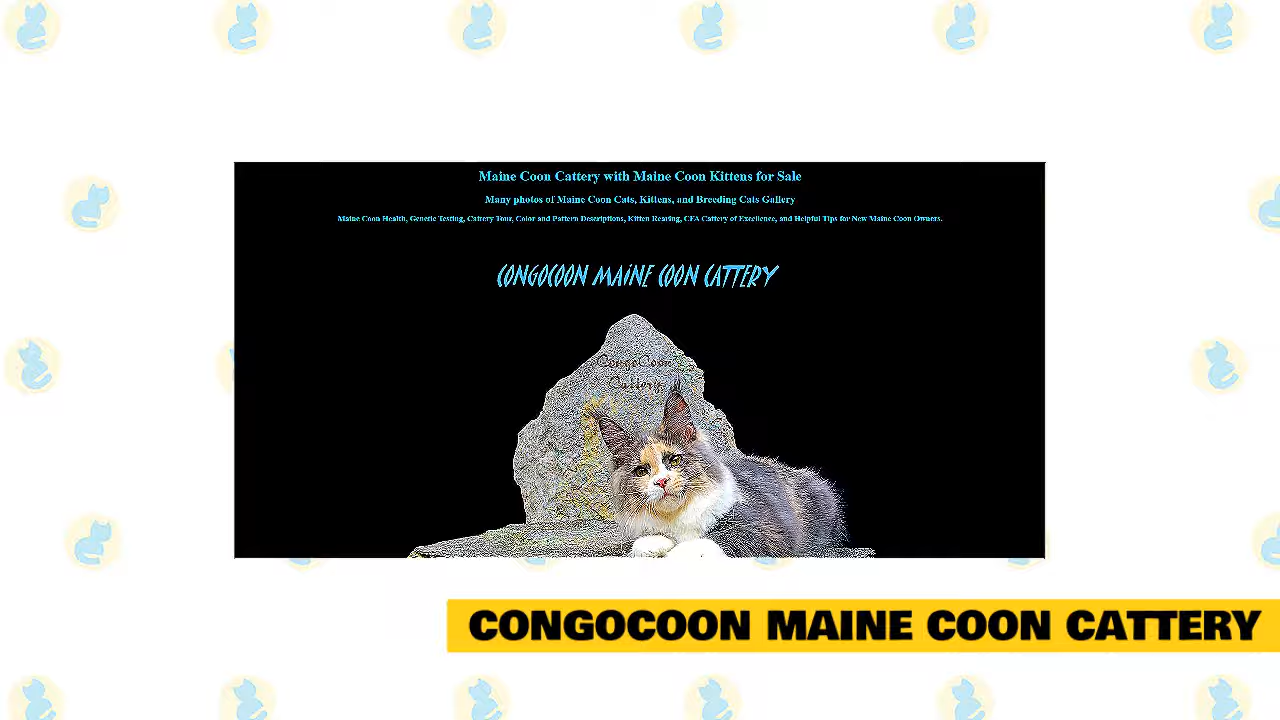 Maine Coon Cattery with Maine Coon Kittens for Sale
Many photos of Maine Coon Cats, Kittens, and Breeding Cats Gallery
Maine Coon Health, Genetic Testing, Cattery Tour, Color and Pattern Descriptions, Kitten Rearing, CFA Cattery of Excellence, and Helpful Tips for New Maine Coon Owners.
CONGOCOON MAINE COON CATTERY
CongoCoon
Cattery
CONGOCOON MAINE COON CATTERY